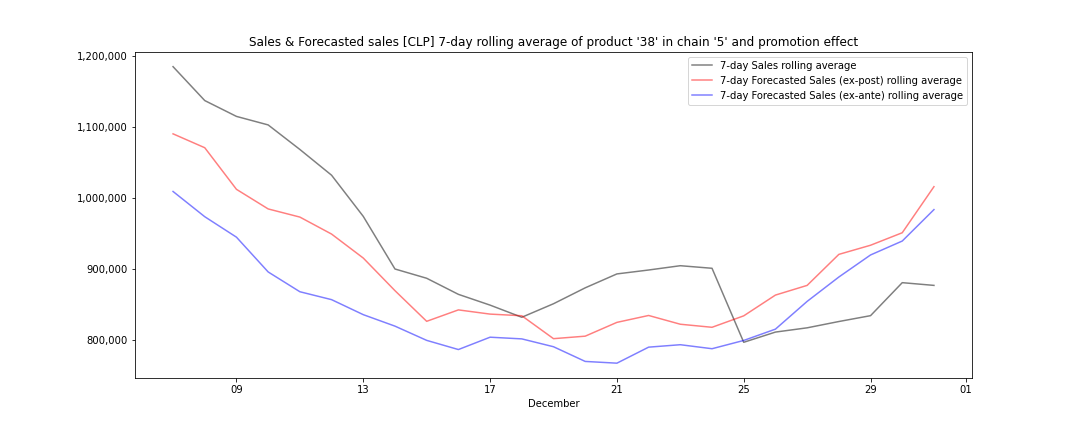 Sales & Forecasted sales [CLP] 7-day rolling average of product '38' in chain '5' and promotion effect
1,200,000
1,100,000
1,000,000
900,000
800,000
7-day Sales rolling average
7-day Forecasted Sales (ex-post) rolling average
7-day Forecasted Sales (ex-ante) rolling average
09 13 17 21 25 29 01
December